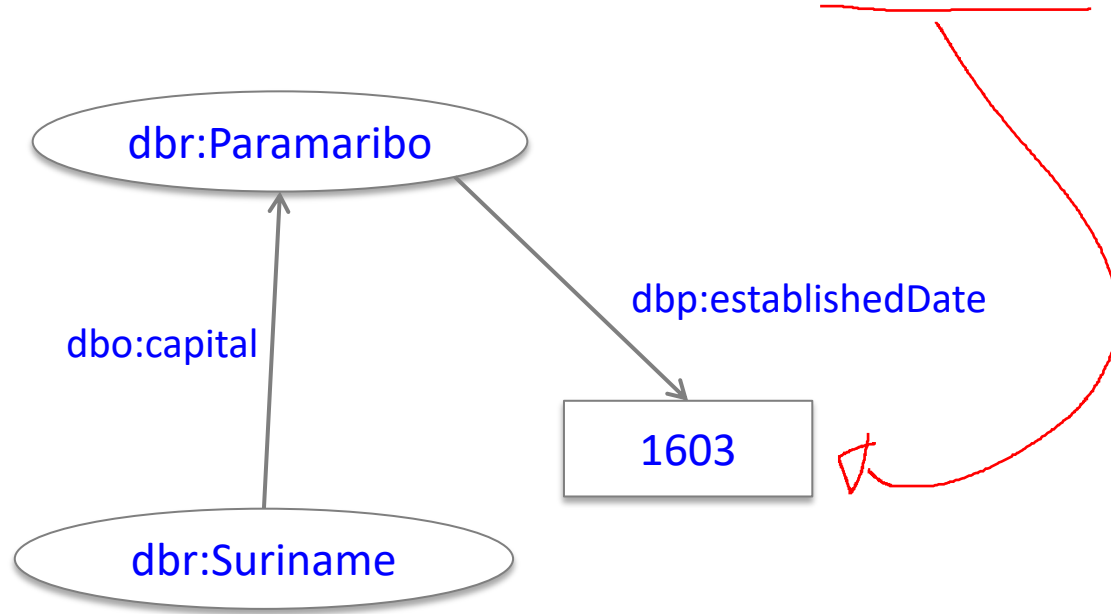 dbr:Paramaribo
dbp:establishedDate
dbo:capital
1603
dbr:Suriname